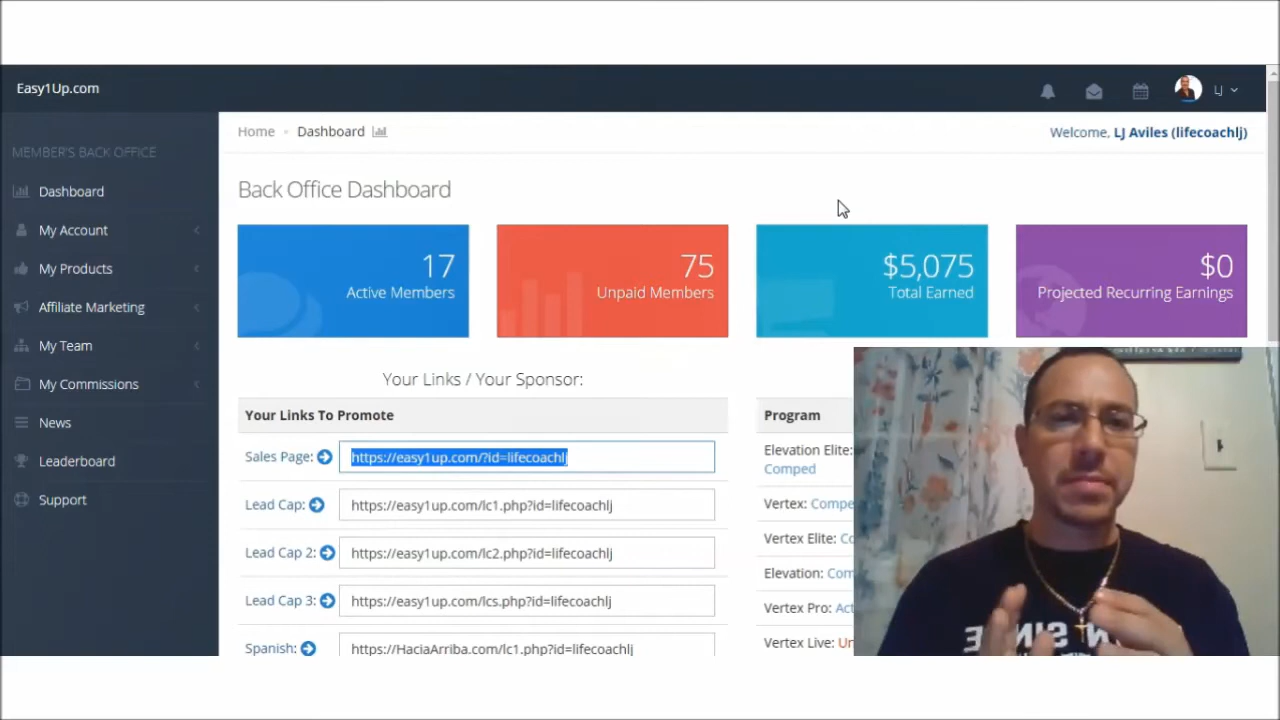 Easy1Up.com
LJ
MEMBER'S BACK OFFICE
Dashboard
My Account
My Products
Affiliate Marketing
My Team
My Commissions
News
Leaderboard
Support
Home • Dashboard
Welcome, LJ Aviles (lifecoachlj)
Back Office Dashboard
17
Active Members
75
Unpaid Members
$5,075
Total Earned
$0
Projected Recurring Earnings
Your Links / Your Sponsor:
Your Links To Promote
Sales Page: https://easy1up.com/?id=lifecoachlj
Lead Cap: https://easy1up.com/lc1.php?id=lifecoachlj
Lead Cap 2: https://easy1up.com/lc2.php?id=lifecoachlj
Lead Cap 3: https://easy1up.com/lcs.php?id=lifecoachlj
Spanish: https://HaciaArriba.com/lc1.php?id=lifecoachlj
Program
Elevation Elite:
Comped
Vertex: Compe
Vertex Elite: Co
Elevation: Com
Vertex Pro: Act
Vertex Live: Un